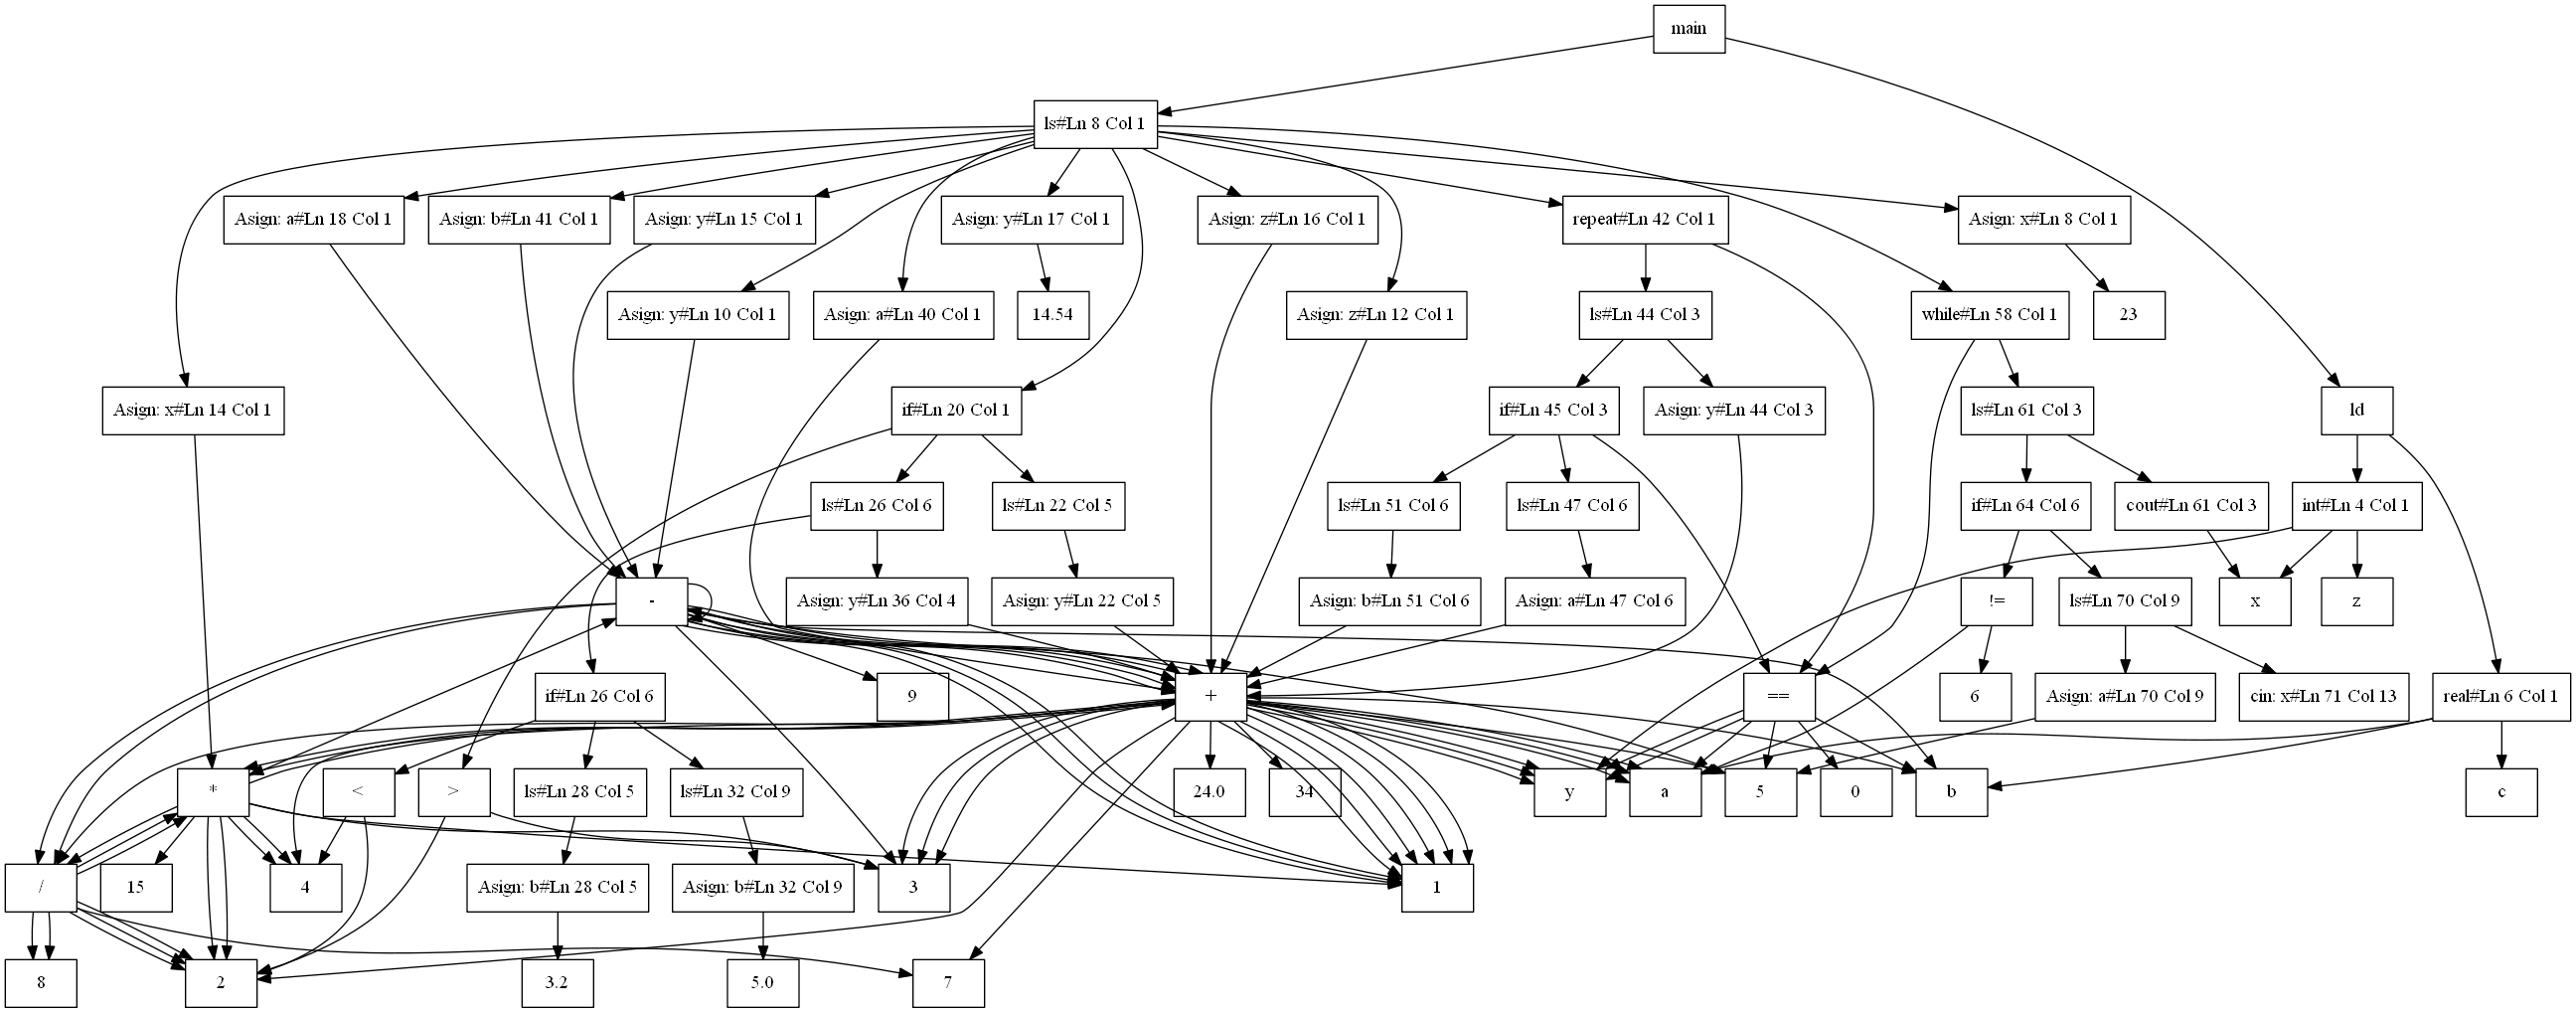 main
ls#Ln 8 Col 1
Asign: a#Ln 18 Col 1
Asign: b#Ln 41 Col 1
Asign: y#Ln 15 Col 1
Asign: y#Ln 17 Col 1
Asign: z#Ln 16 Col 1
repeat#Ln 42 Col 1
Asign: x#Ln 8 Col 1
Asign: y#Ln 10 Col 1
Asign: a#Ln 40 Col 1
14.54
Asign: z#Ln 12 Col 1
ls#Ln 44 Col 3
while#Ln 58 Col 1
23
Asign: x#Ln 14 Col 1
if#Ln 20 Col 1
if#Ln 45 Col 3
Asign: y#Ln 44 Col 3
ls#Ln 61 Col 3
ld
ls#Ln 26 Col 6
ls#Ln 22 Col 5
ls#Ln 51 Col 6
ls#Ln 47 Col 6
if#Ln 64 Col 6
cout#Ln 61 Col 3
int#Ln 4 Col 1
-
Asign: y#Ln 36 Col 4
Asign: y#Ln 22 Col 5
Asign: b#Ln 51 Col 6
Asign: a#Ln 47 Col 6
!=
ls#Ln 70 Col 9
x
z
if#Ln 26 Col 6
9
+
==
6
Asign: a#Ln 70 Col 9
cin: x#Ln 71 Col 13
real#Ln 6 Col 1
*
<
>
ls#Ln 28 Col 5
ls#Ln 32 Col 9
24.0
34
y
a
5
0
b
c
/
15
4
Asign: b#Ln 28 Col 5
Asign: b#Ln 32 Col 9
3
1
8
2
3.2
5.0
7